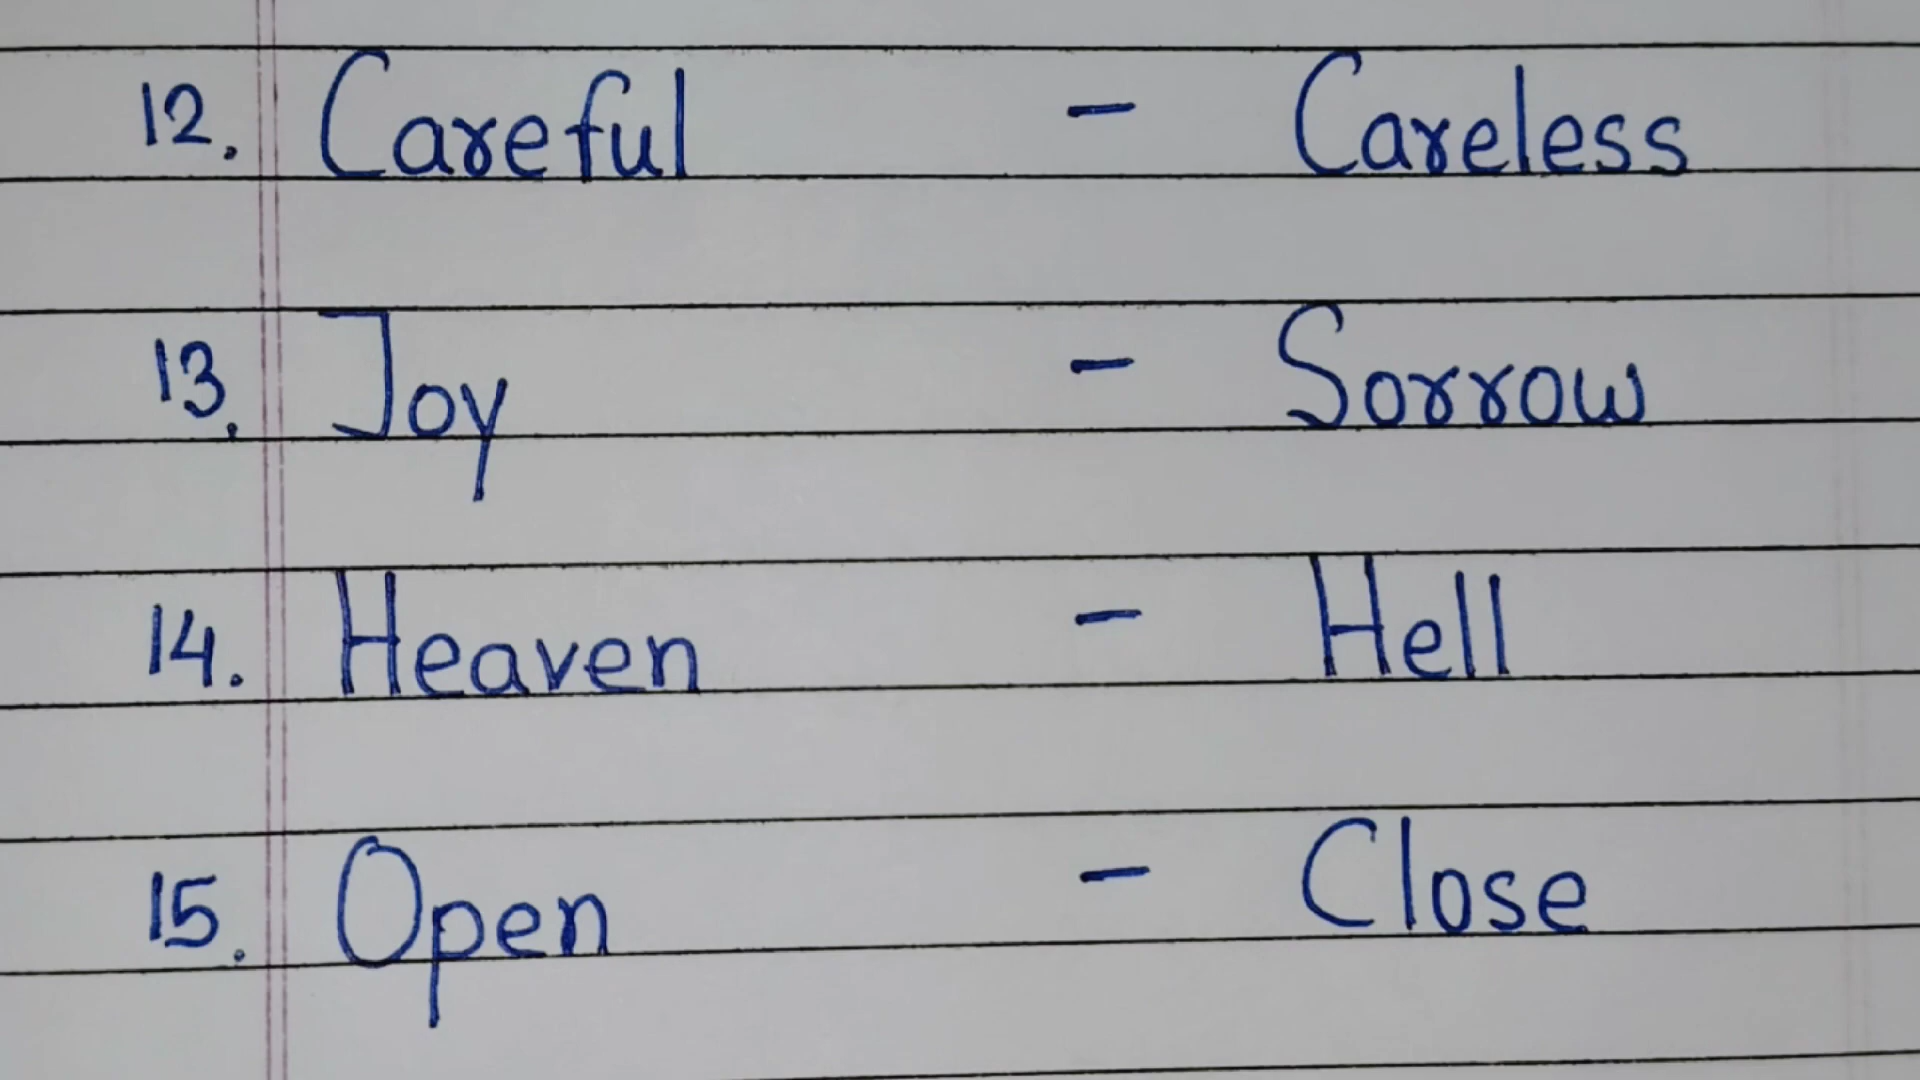 12. Careful - Careless
13. Joy - Sorrow
14. Heaven - Hell
15. Open - Close